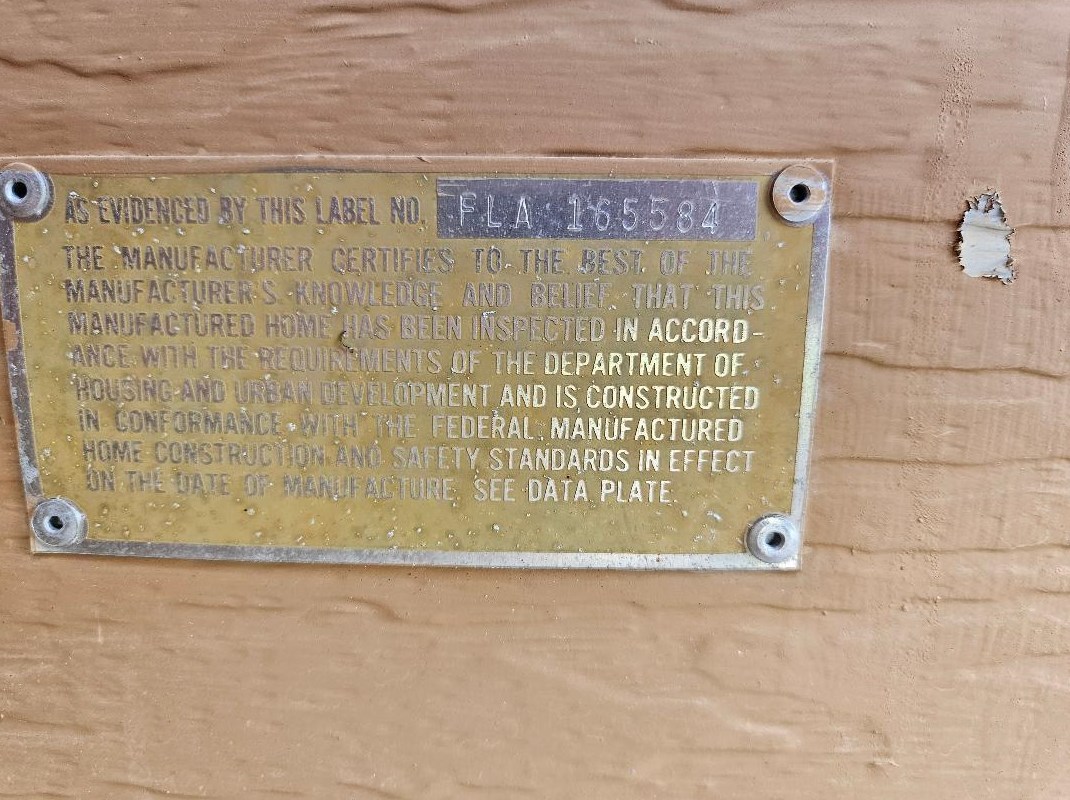 AS EVIDENCED BY THIS LABEL NO. FLA 165584
THE MANUFACTURER CERTIFIES TO THE BEST OF THE
MANUFACTURER'S KNOWLEDGE AND BELIEF THAT THIS
MANUFACTURED HOME HAS BEEN INSPECTED IN ACCORD-
ANCE WITH THE REQUIREMENTS OF THE DEPARTMENT OF
HOUSING AND URBAN DEVELOPMENT AND IS CONSTRUCTED
IN CONFORMANCE WITH THE FEDERAL MANUFACTURED
HOME CONSTRUCTION AND SAFETY STANDARDS IN EFFECT
ON THE DATE OF MANUFACTURE. SEE DATA PLATE.